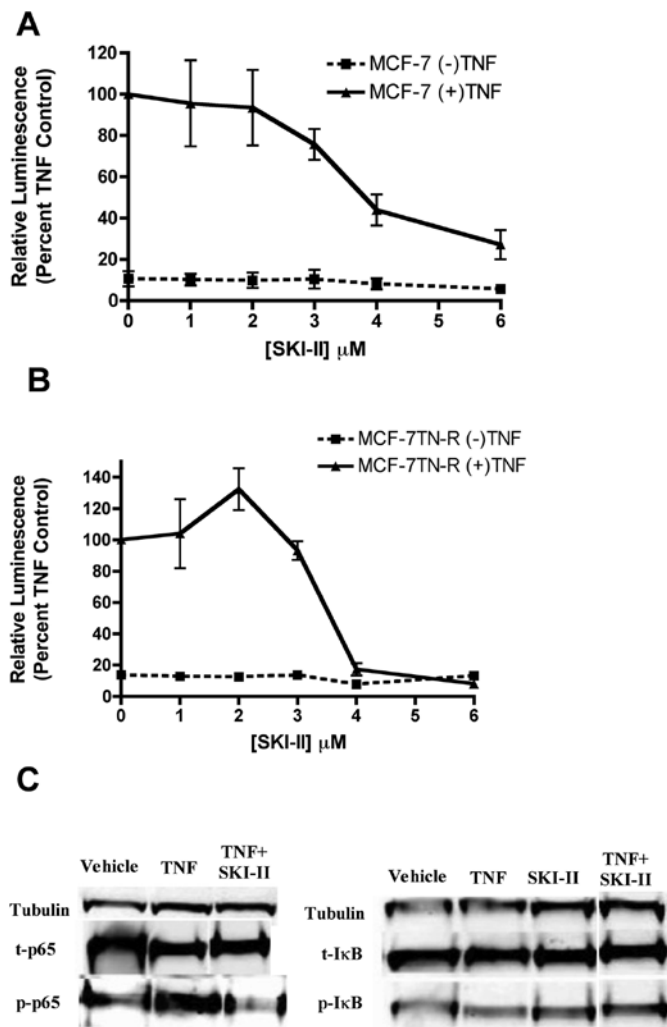 A
MCF-7 (-)TNF
MCF-7 (+)TNF
Relative Luminescence
(Percent TNF Control)
120
100
80
60
40
20
0
0 1 2 3 4 5 6
[SKI-II] μM
B
MCF-7TN-R (-)TNF
MCF-7TN-R (+)TNF
Relative Luminescence
(Percent TNF Control)
140
120
100
80
60
40
20
0
0 1 2 3 4 5 6
[SKI-II] μM
C
Vehicle TNF TNF+
SKI-II
Tubulin
t-p65
p-p65
Vehicle TNF SKI-II TNF+
SKI-II
Tubulin
t-IκB
p-IκB